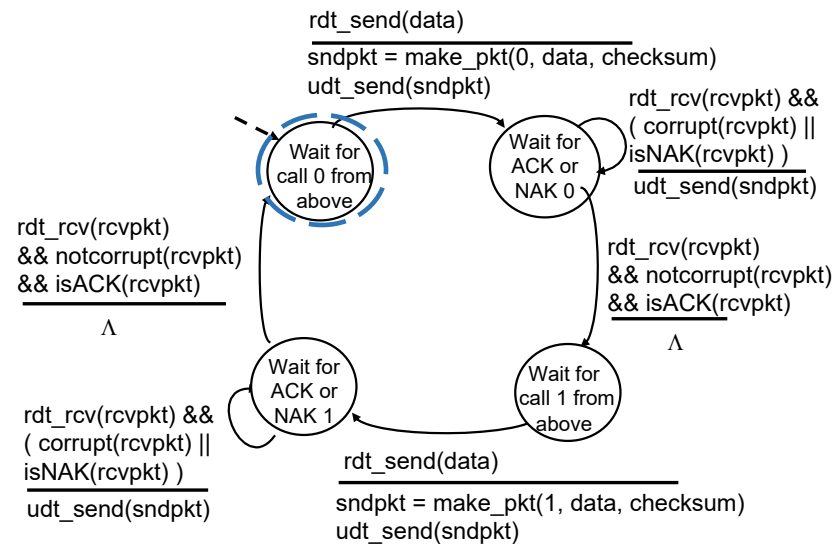 rdt_send(data)
sndpkt = make_pkt(0, data, checksum)
udt_send(sndpkt)
Wait for
call 0 from
above
Wait for
ACK or
NAK 0
rdt_rcv(rcvpkt) &&
( corrupt(rcvpkt) ||
isNAK(rcvpkt) )
udt_send(sndpkt)
rdt_rcv(rcvpkt)
&& notcorrupt(rcvpkt)
&& isACK(rcvpkt)
Λ
rdt_rcv(rcvpkt)
&& notcorrupt(rcvpkt)
&& isACK(rcvpkt)
Λ
Wait for
ACK or
NAK 1
Wait for
call 1 from
above
rdt_rcv(rcvpkt) &&
( corrupt(rcvpkt) ||
isNAK(rcvpkt) )
udt_send(sndpkt)
rdt_send(data)
sndpkt = make_pkt(1, data, checksum)
udt_send(sndpkt)